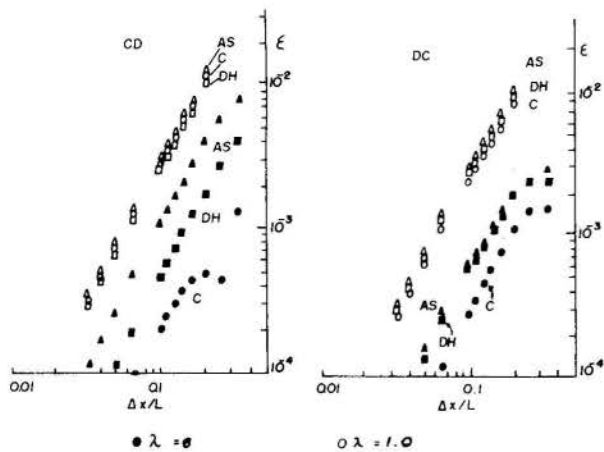 CD
AS
ε
C
DH
10⁻²
AS
DH
10⁻³
C
10⁻⁴
0.01
0.1
Δx/L
DC
AS
ε
DH
C
10⁻²
10⁻³
AS
DH
C
10⁻⁴
0.01
0.1
Δx/L
● λ = 0
○ λ = 1.0